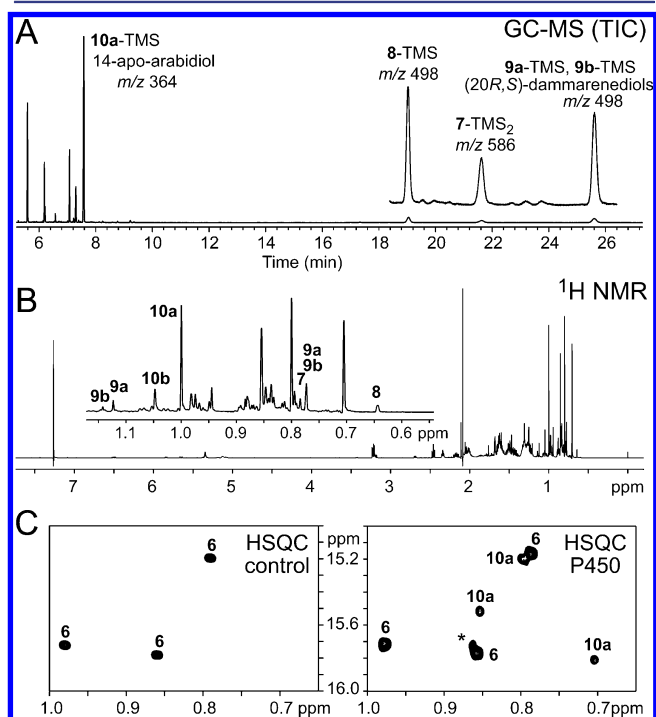 A
GC-MS (TIC)
10a-TMS
14-apo-arabidiol
m/z 364
8-TMS
m/z 498
7-TMS₂
m/z 586
9a-TMS, 9b-TMS
(20R,S)-dammarenediols
m/z 498
6 8 10 12 14 16 18 20 22 24 26
Time (min)
B
¹H NMR
10a
9b 9a 10b
9a
9b
7
8
1.1 1.0 0.9 0.8 0.7 0.6 ppm
7 6 5 4 3 2 1 ppm
C
HSQC
control
6
6
6
1.0 0.9 0.8 0.7 ppm
ppm
15.2
15.6
16.0
HSQC
P450
6
10a
10a
6
*
6
10a
1.0 0.9 0.8 0.7 ppm